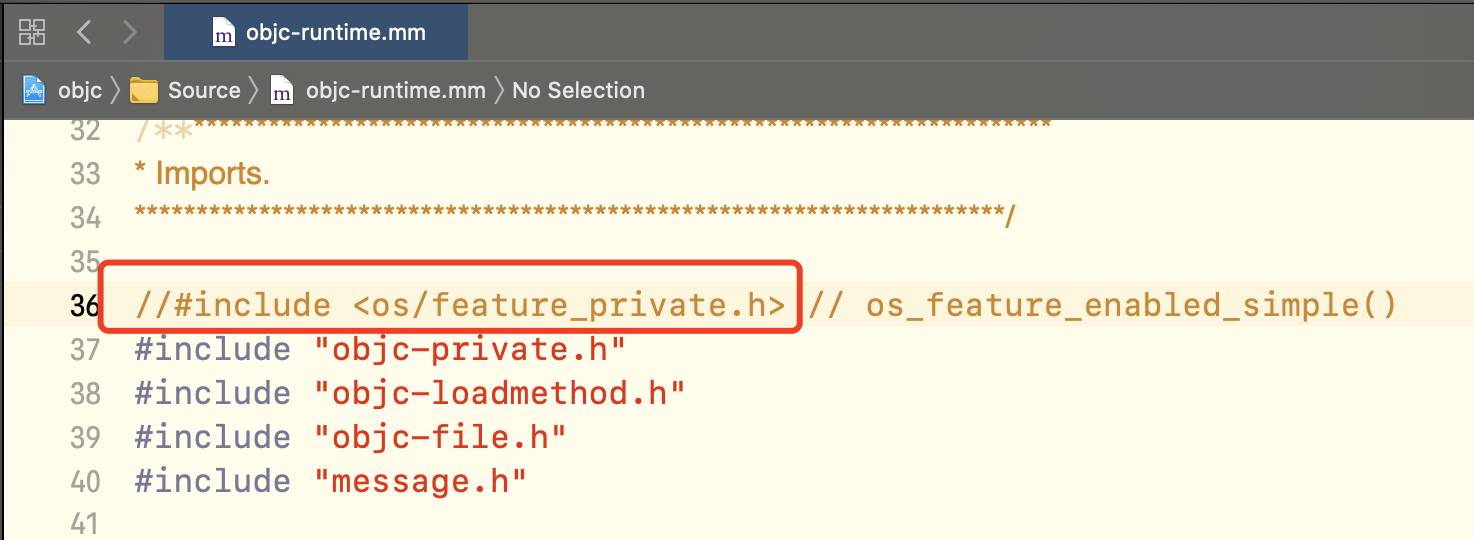 objc-runtime.mm
objc Source objc-runtime.mm No Selection
32 /**********************************************************************
33 * Imports.
34 **********************************************************************/
35
36 //#include <os/feature_private.h> // os_feature_enabled_simple()
37 #include "objc-private.h"
38 #include "objc-loadmethod.h"
39 #include "objc-file.h"
40 #include "message.h"
41